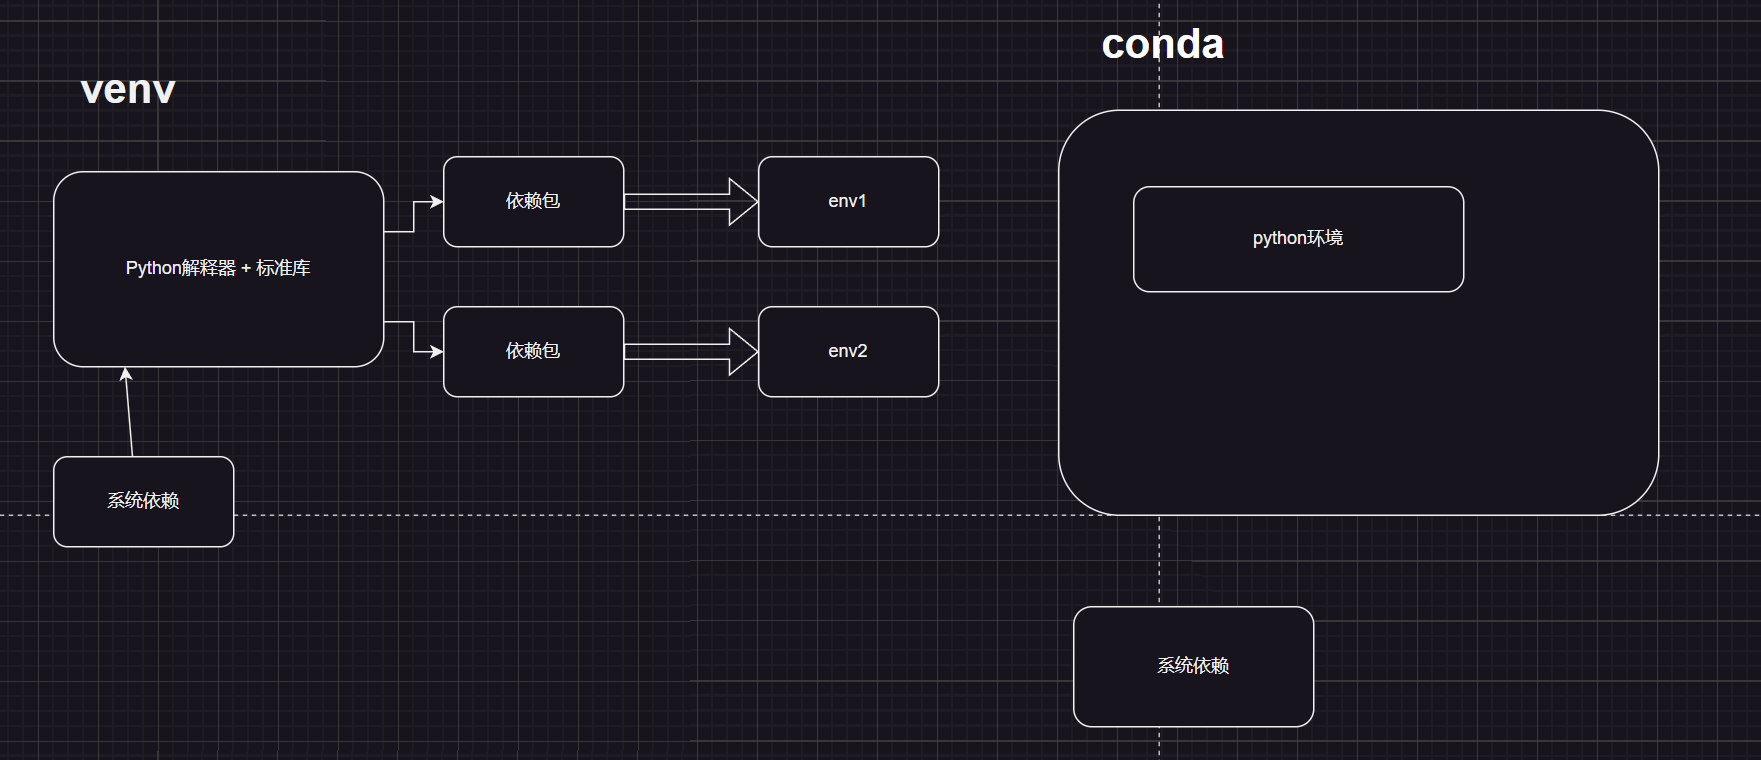 venv
Python解释器 + 标准库
依赖包
env1
依赖包
env2
系统依赖
conda
python环境
系统依赖